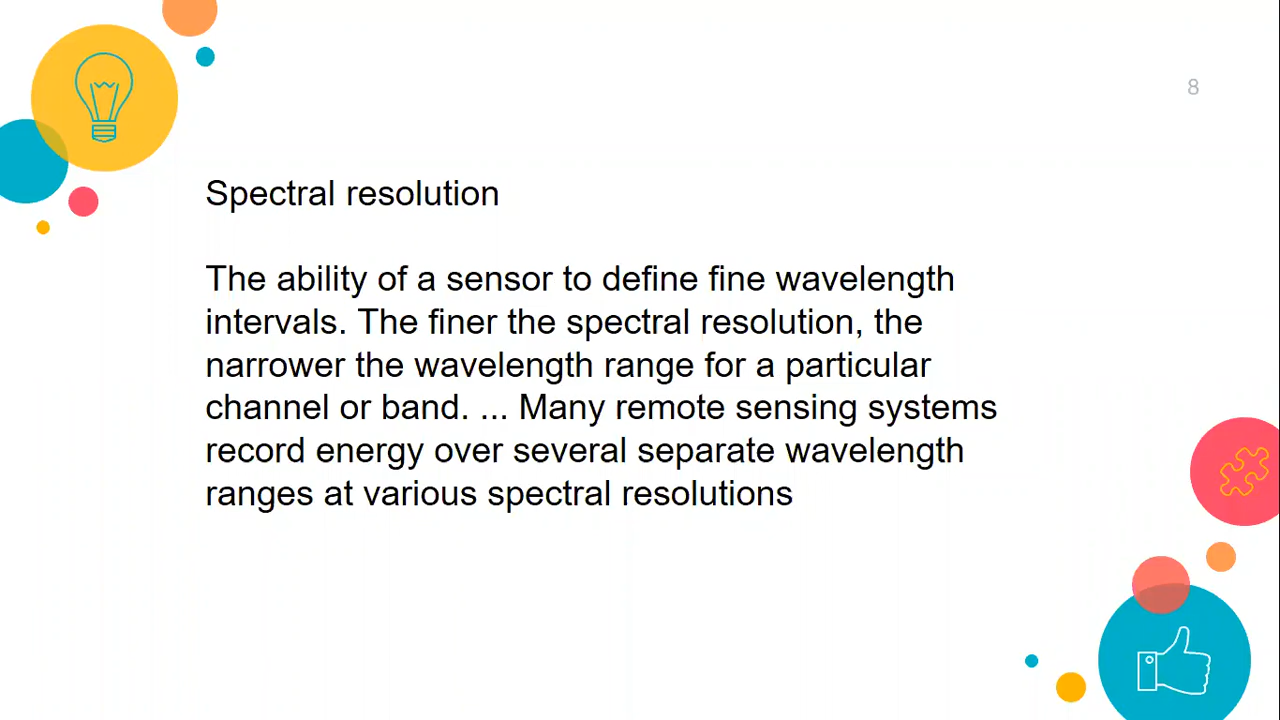 8
Spectral resolution
The ability of a sensor to define fine wavelength
intervals. The finer the spectral resolution, the
narrower the wavelength range for a particular
channel or band. ... Many remote sensing systems
record energy over several separate wavelength
ranges at various spectral resolutions